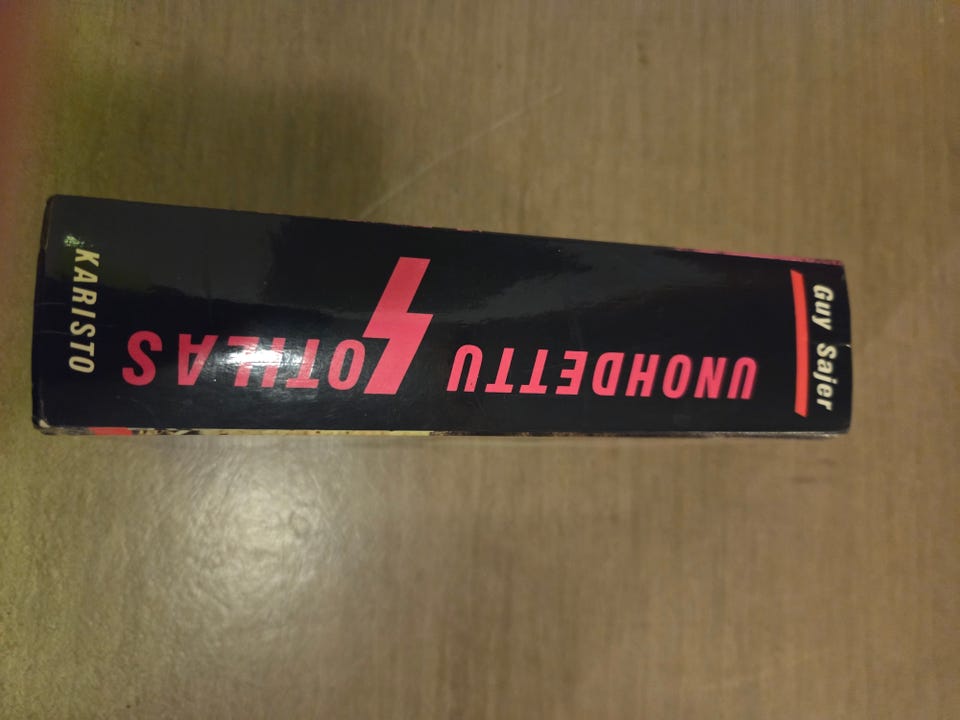 Guy Sajer
UNOHDETTU
SOTILAS
KARISTO